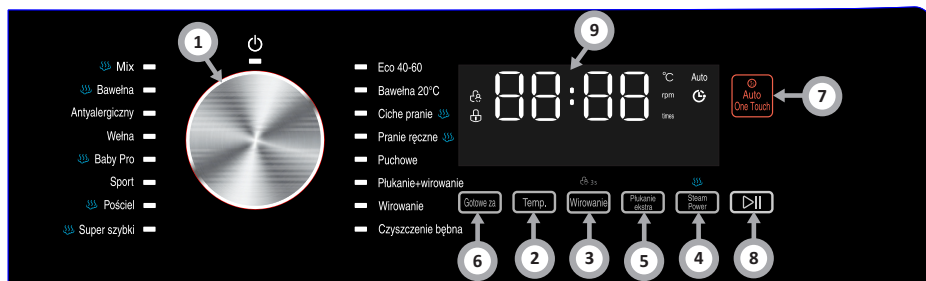 1
9
Mix
Bawełna
Antyalergiczny
Wełna
Baby Pro
Sport
Pościel
Super szybki
Eco 40-60
Bawełna 20°C
Ciche pranie
Pranie ręczne
Puchowe
Płukanie+wirowanie
Wirowanie
Czyszczenie bębna
88:88
°C
rpm
times
Auto
Auto
One Touch
7
3s
Gotowe za
Temp.
Wirowanie
Płukanie
ekstra
Steam
Power
6
2
3
5
4
8